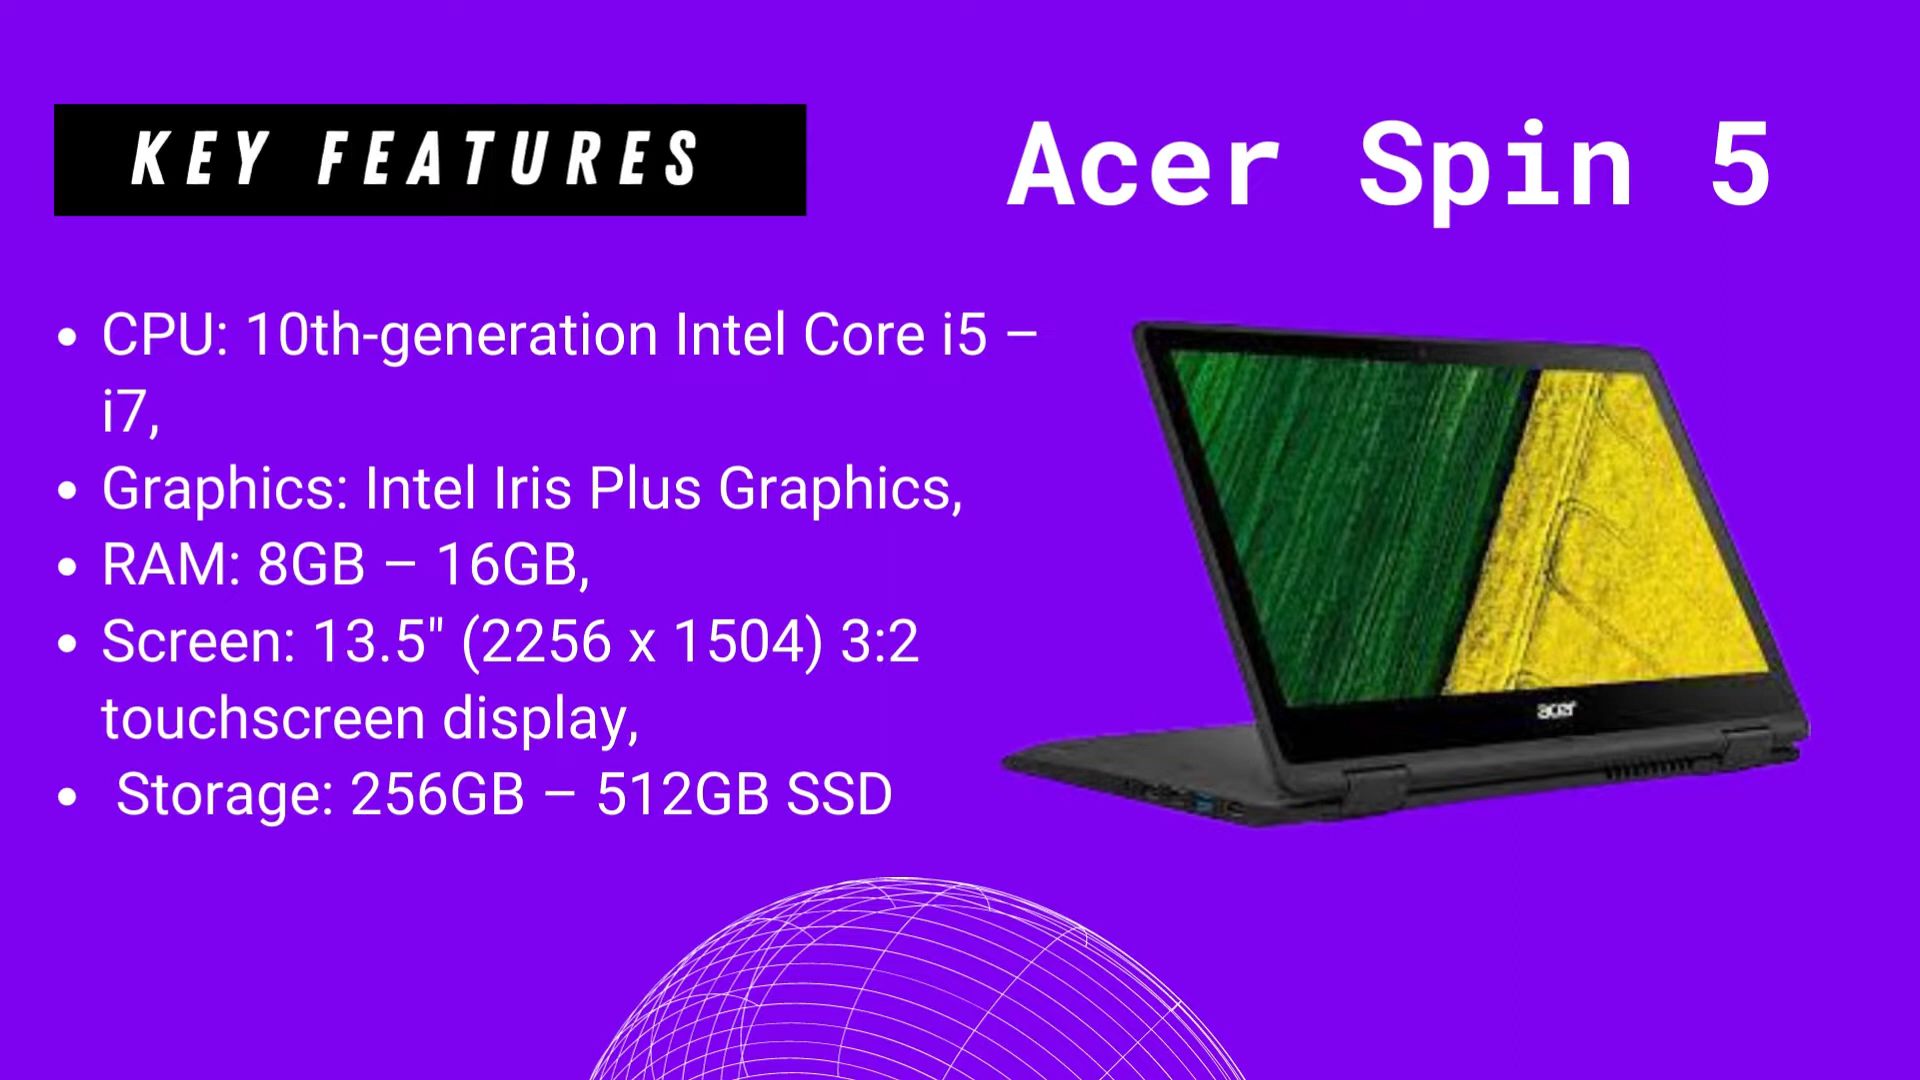 KEY FEATURES
Acer Spin 5
• CPU: 10th-generation Intel Core i5 –
i7,
• Graphics: Intel Iris Plus Graphics,
• RAM: 8GB – 16GB,
• Screen: 13.5" (2256 x 1504) 3:2
touchscreen display,
• Storage: 256GB – 512GB SSD
acer